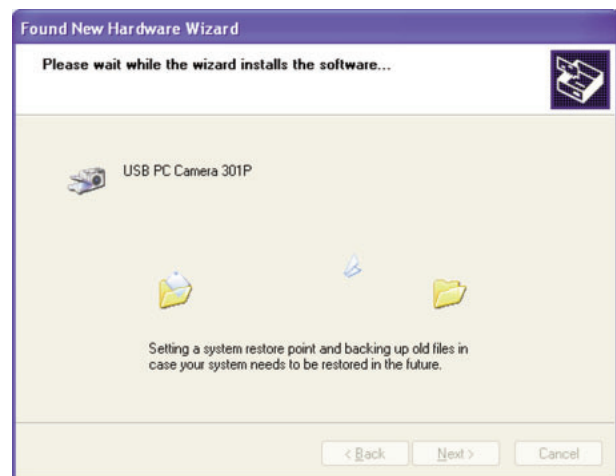 Found New Hardware Wizard
Please wait while the wizard installs the software...
USB PC Camera 301P
Setting a system restore point and backing up old files in
case your system needs to be restored in the future.
< Back
Next >
Cancel